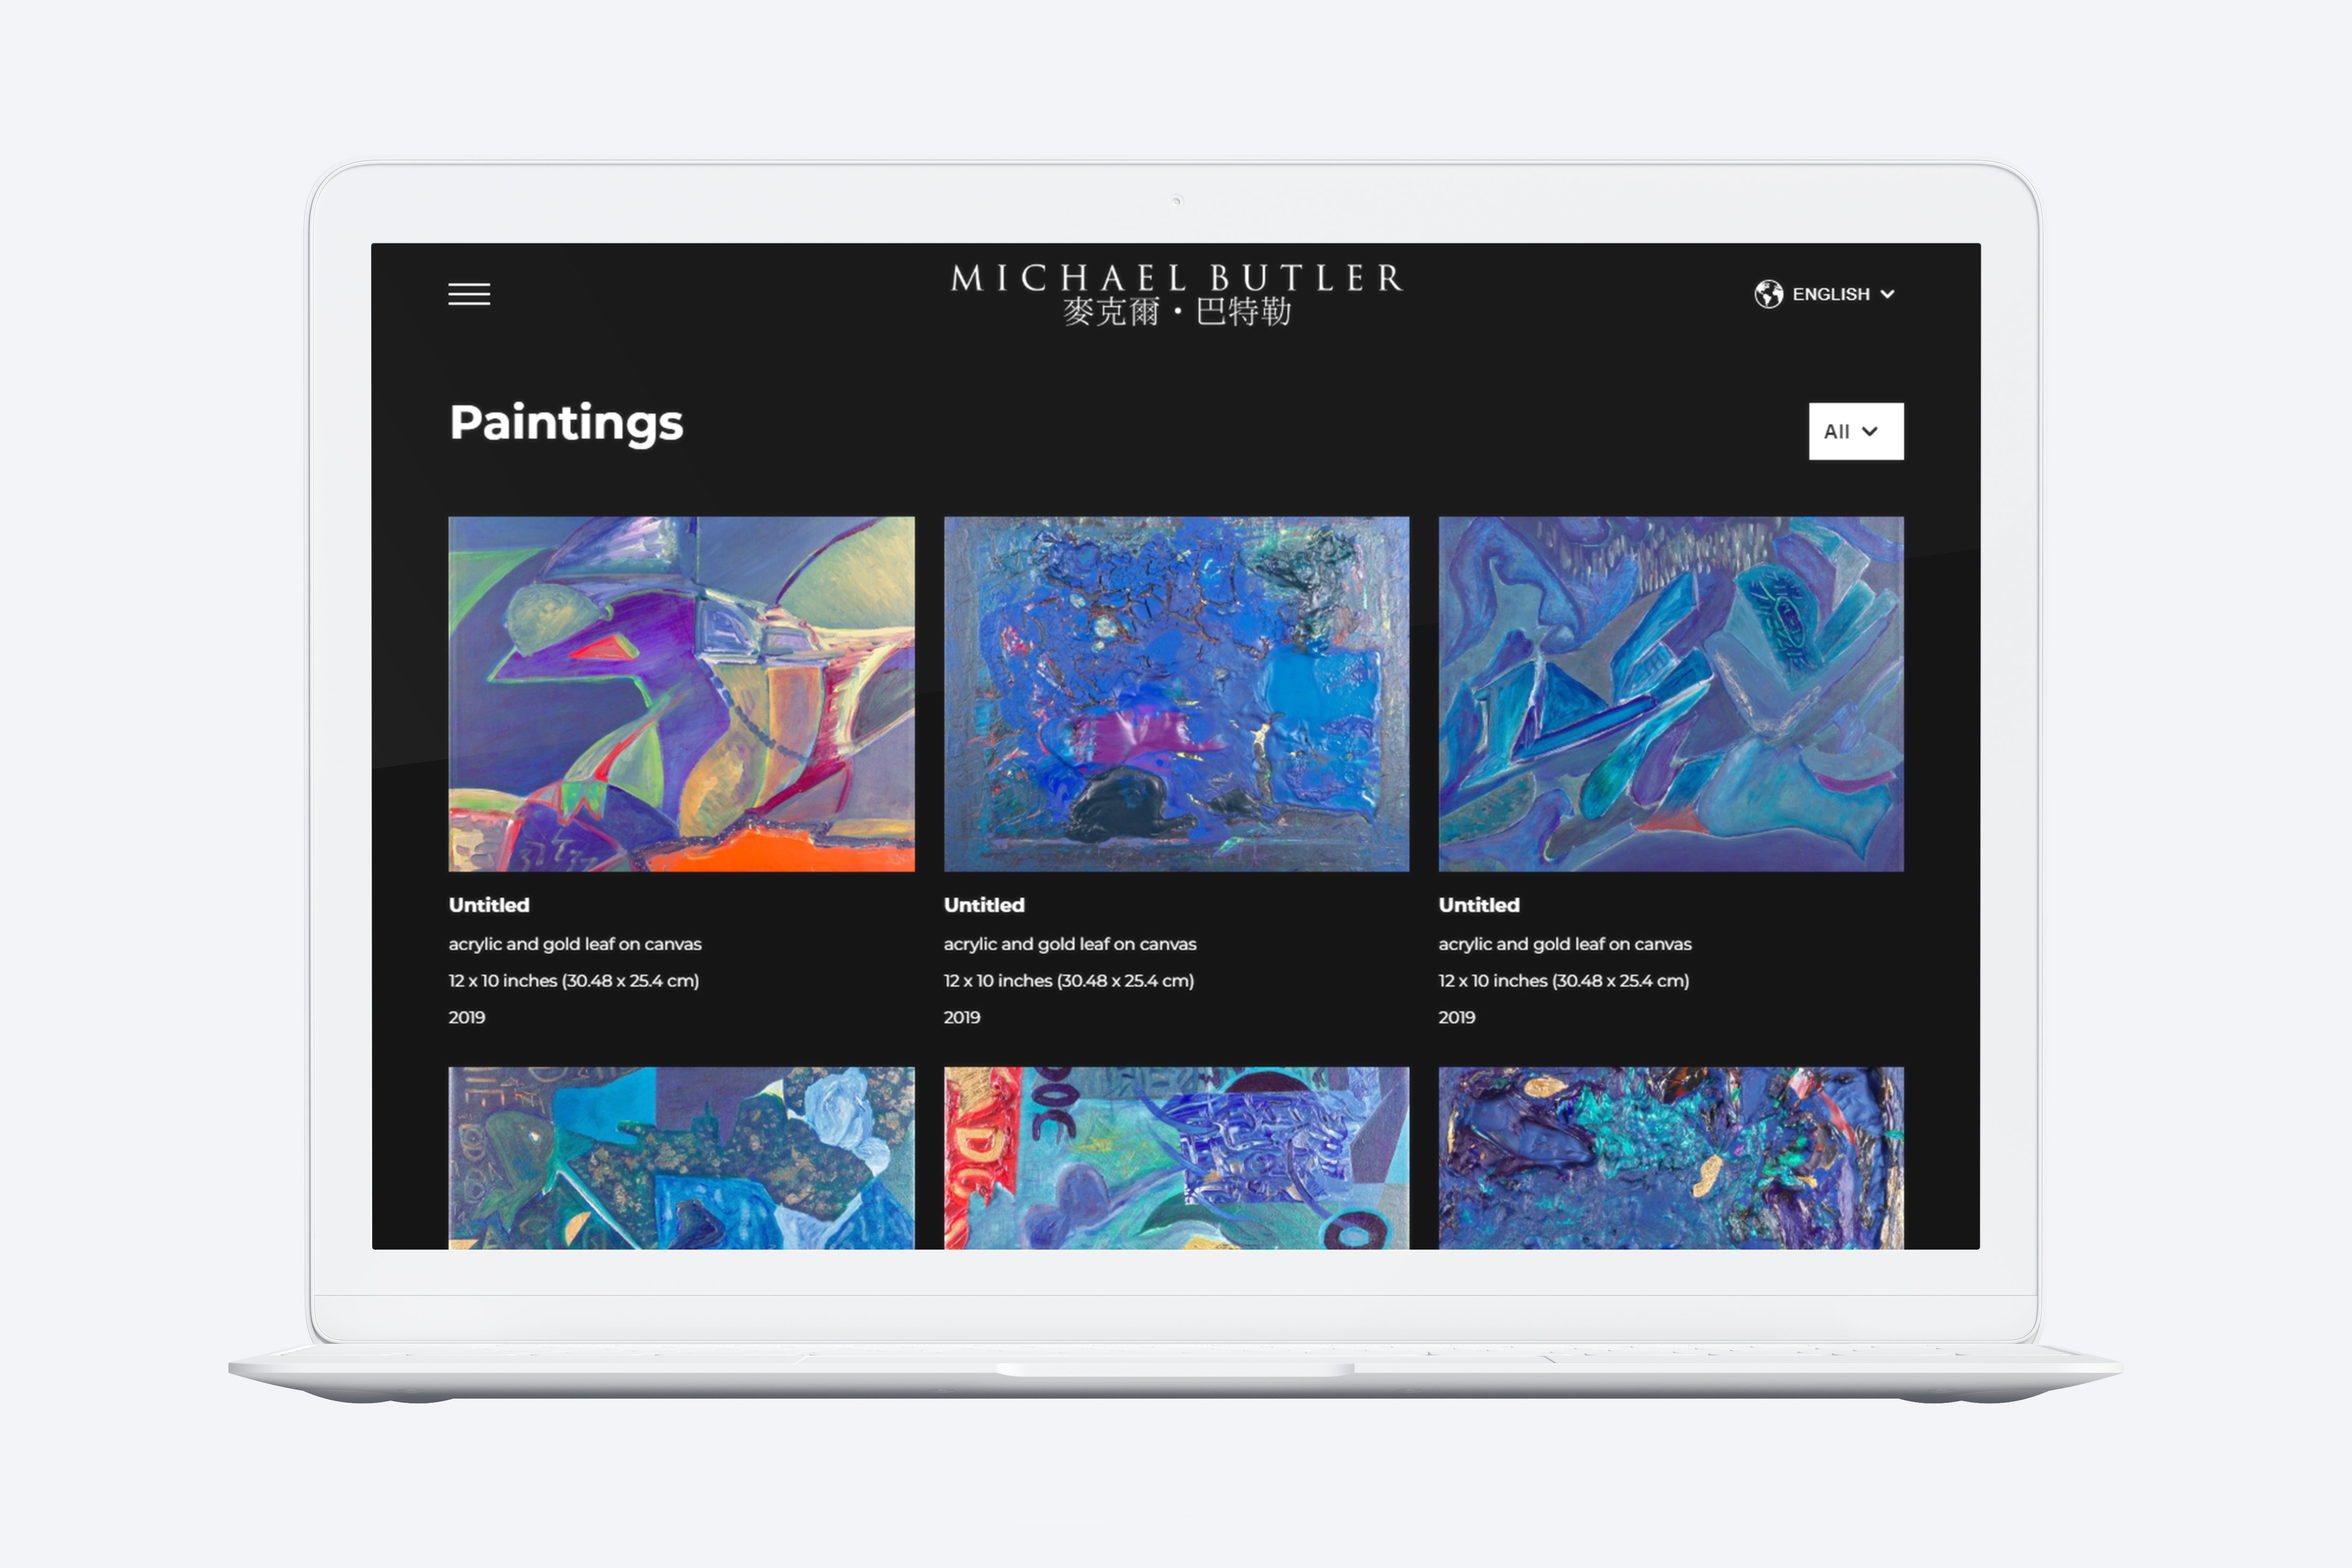 MICHAEL BUTLER
麥克爾・巴特勒
ENGLISH
Paintings
All
Untitled
acrylic and gold leaf on canvas
12 x 10 inches (30.48 x 25.4 cm)
2019
Untitled
acrylic and gold leaf on canvas
12 x 10 inches (30.48 x 25.4 cm)
2019
Untitled
acrylic and gold leaf on canvas
12 x 10 inches (30.48 x 25.4 cm)
2019